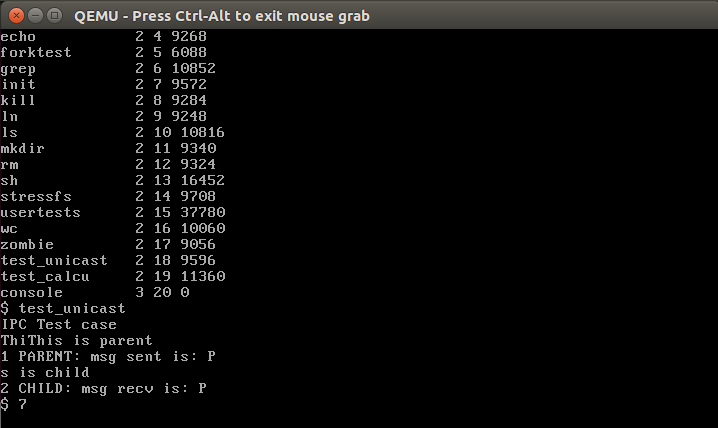 QEMU - Press Ctrl-Alt to exit mouse grab
echo 2 4 9268
forktest 2 5 6088
grep 2 6 10852
init 2 7 9572
kill 2 8 9284
ln 2 9 9248
ls 2 10 10816
mkdir 2 11 9340
rm 2 12 9324
sh 2 13 16452
stressfs 2 14 9708
usertests 2 15 37780
wc 2 16 10060
zombie 2 17 9056
test_unicast 2 18 9596
test_calcu 2 19 11360
console 3 20 0
$ test_unicast
IPC Test case
ThiThis is parent
1 PARENT: msg sent is: P
s is child
2 CHILD: msg recv is: P
$ 7